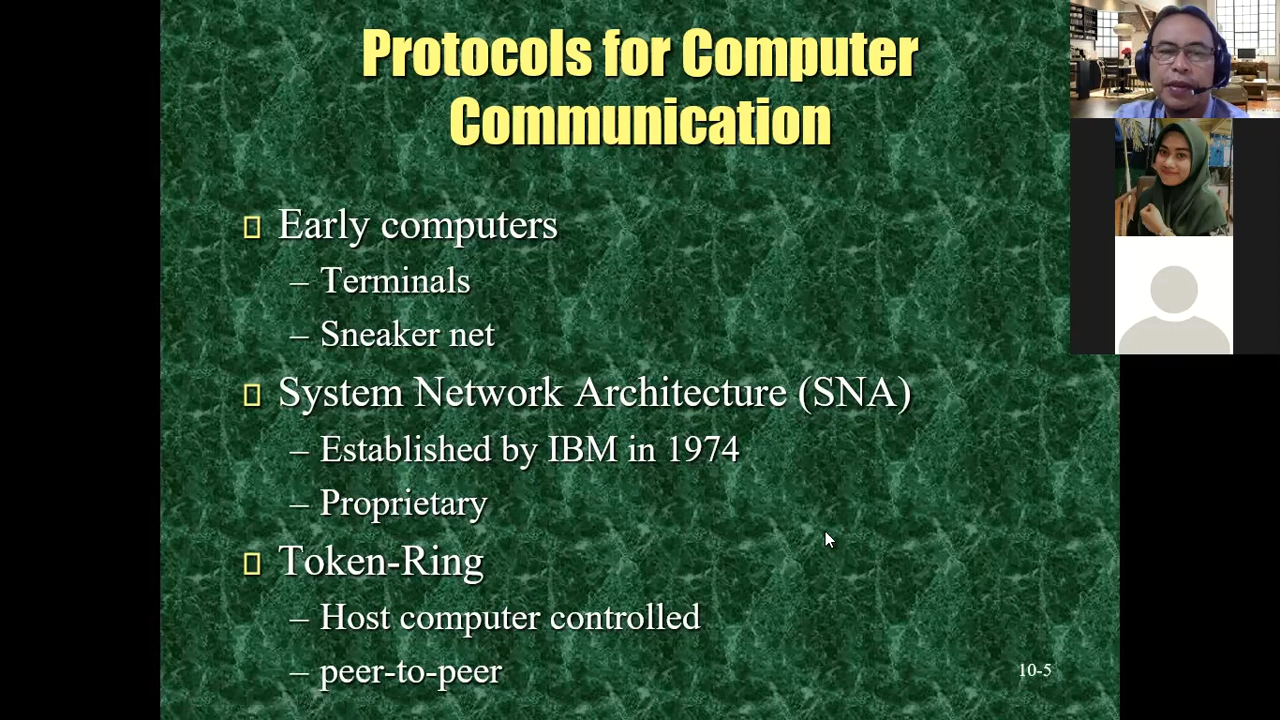 Protocols for Computer
Communication
Early computers
– Terminals
– Sneaker net
System Network Architecture (SNA)
– Established by IBM in 1974
– Proprietary
Token-Ring
– Host computer controlled
– peer-to-peer
10-5